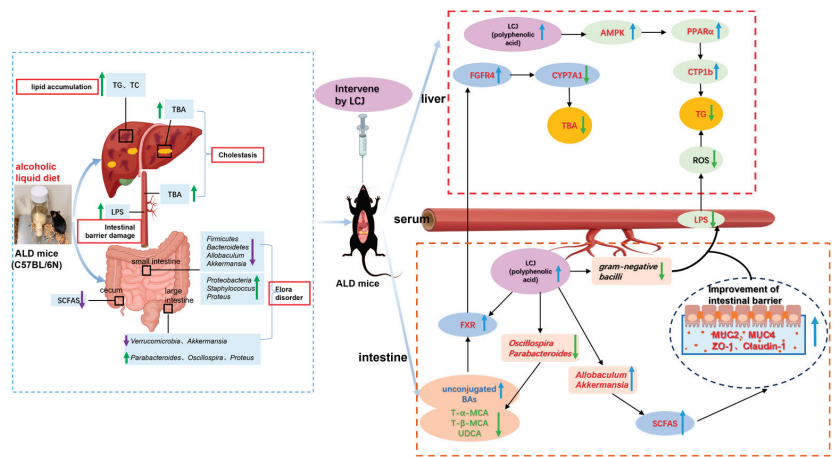 lipid accumulation
TG、TC
TBA
Cholestasis
alcoholic
liquid diet
TBA
LPS
Intestinal
barrier damage
ALD mice
(C57BL/6N)
Firmicutes
Bacteroidetes
Allobaculum
Akkermansia
small intestine
Proteobacteria
Staphylococcus
Proteus
Flora
disorder
cecum
large
intestine
SCFAS
Verrucomicrobia、Akkermansia
Parabacteroides、Oscillospira、Proteus
Intervene
by LCJ
ALD mice
liver
serum
intestine
LCJ
(polyphenolic
acid)
AMPK
PPARα
FGFR4
CYP7A1
CTP1b
TBA
TG
ROS
LPS
LCJ
(polyphenolic
acid)
gram-negative
bacilli
Improvement of
intestinal barrier
MUC2、MUC4
ZO-1、Claudin-1
FXR
Oscillospira
Parabacteroides
Allobaculum
Akkermansia
unconjugated
BAs
T-α-MCA
T-β-MCA
UDCA
SCFAS